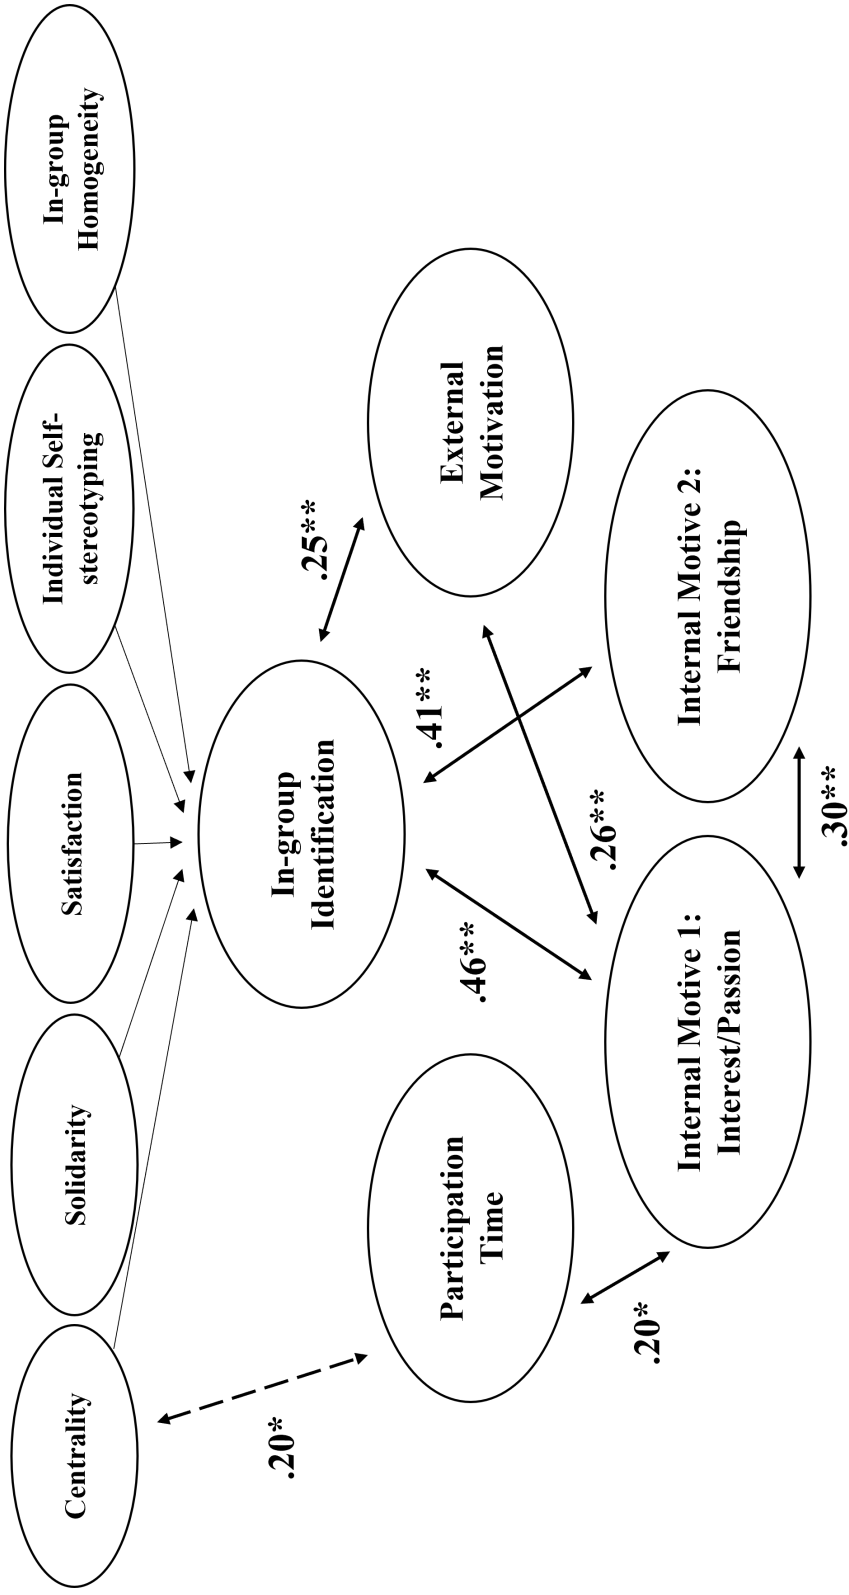 Centrality
Solidarity
Satisfaction
Individual Self-
stereotyping
In-group
Homogeneity
In-group
Identification
.20*
.25**
Participation
Time
.46**
.41**
External
Motivation
.26**
.20*
Internal Motive 1:
Interest/Passion
Internal Motive 2:
Friendship
.30**